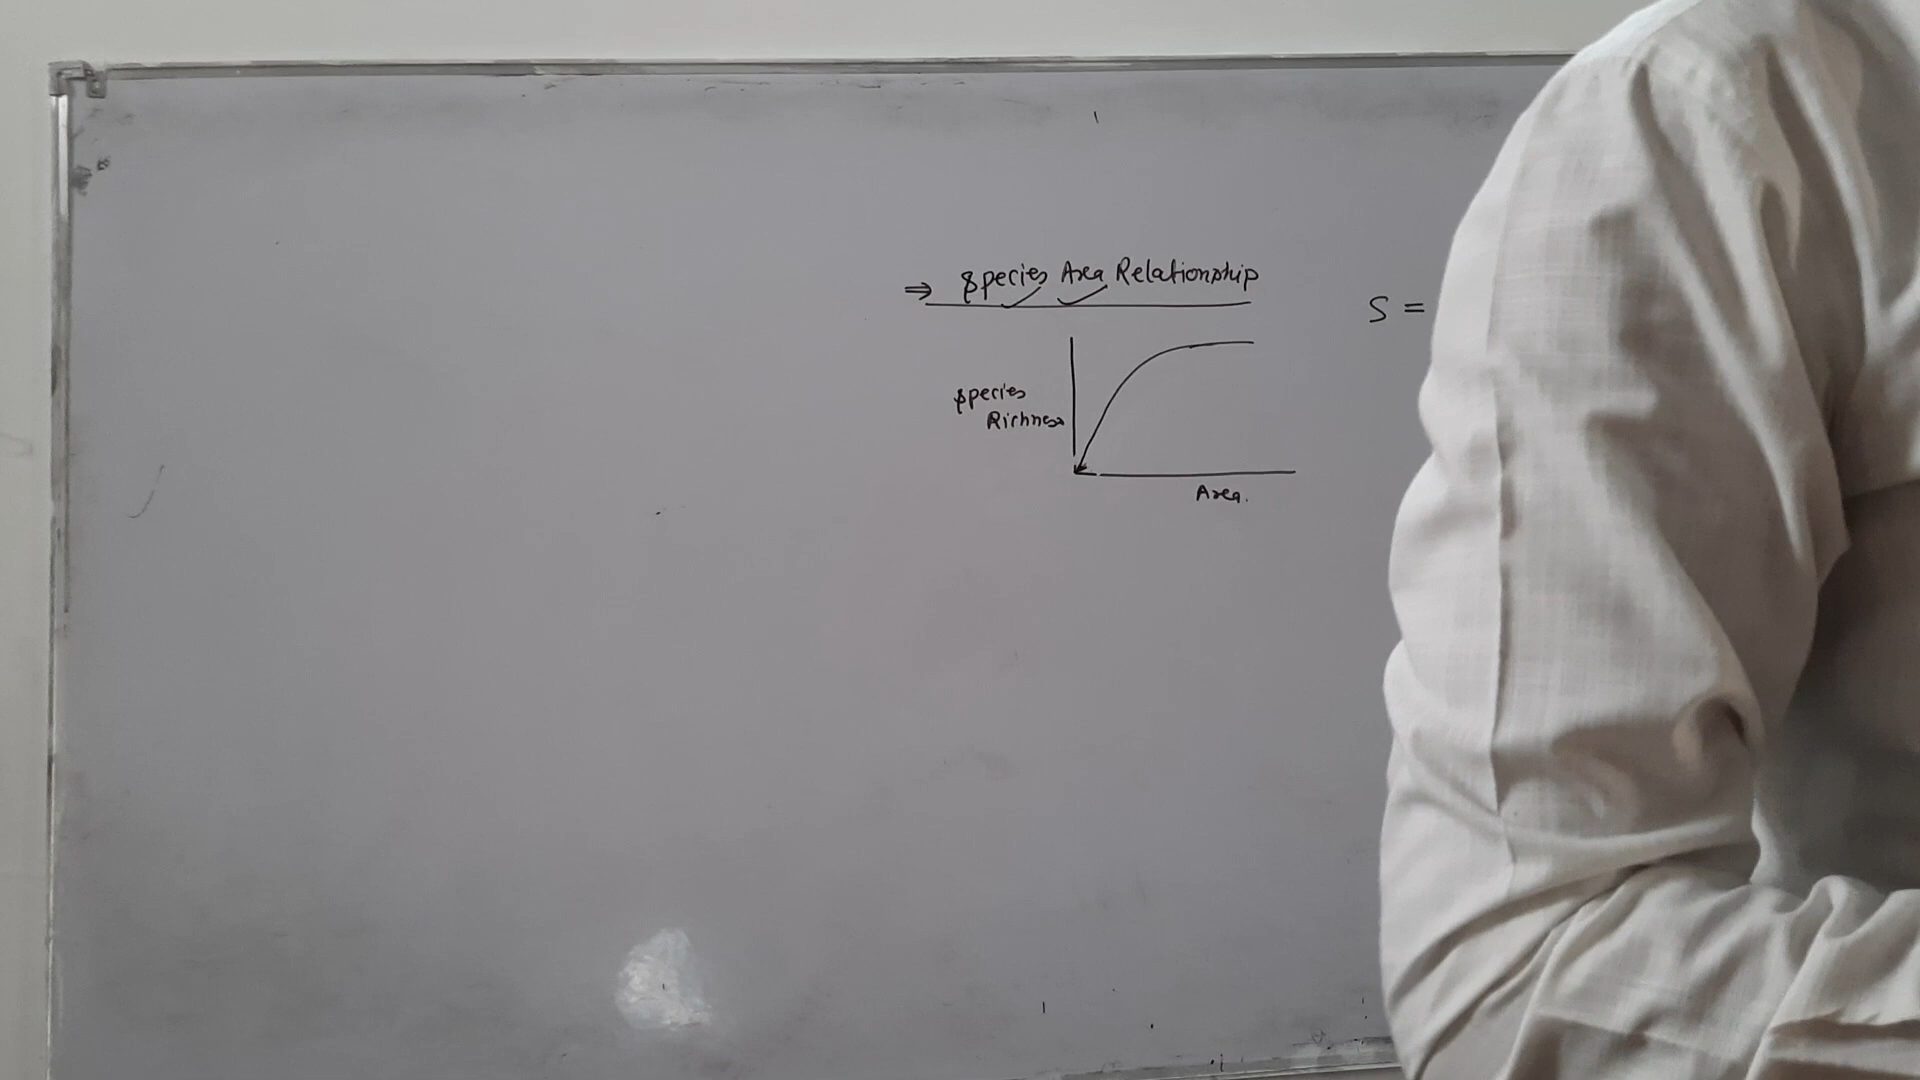 ⇒ Species Area Relationship
S =
Species
Richness
Area.